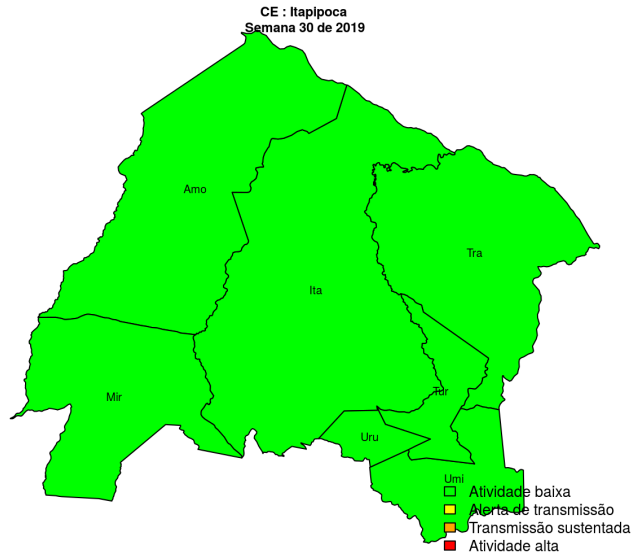 CE : Itapipoca
Semana 30 de 2019
Amo
Tra
Ita
Tur
Mir
Uru
Umi
Atividade baixa
Alerta de transmissão
Transmissão sustentada
Atividade alta